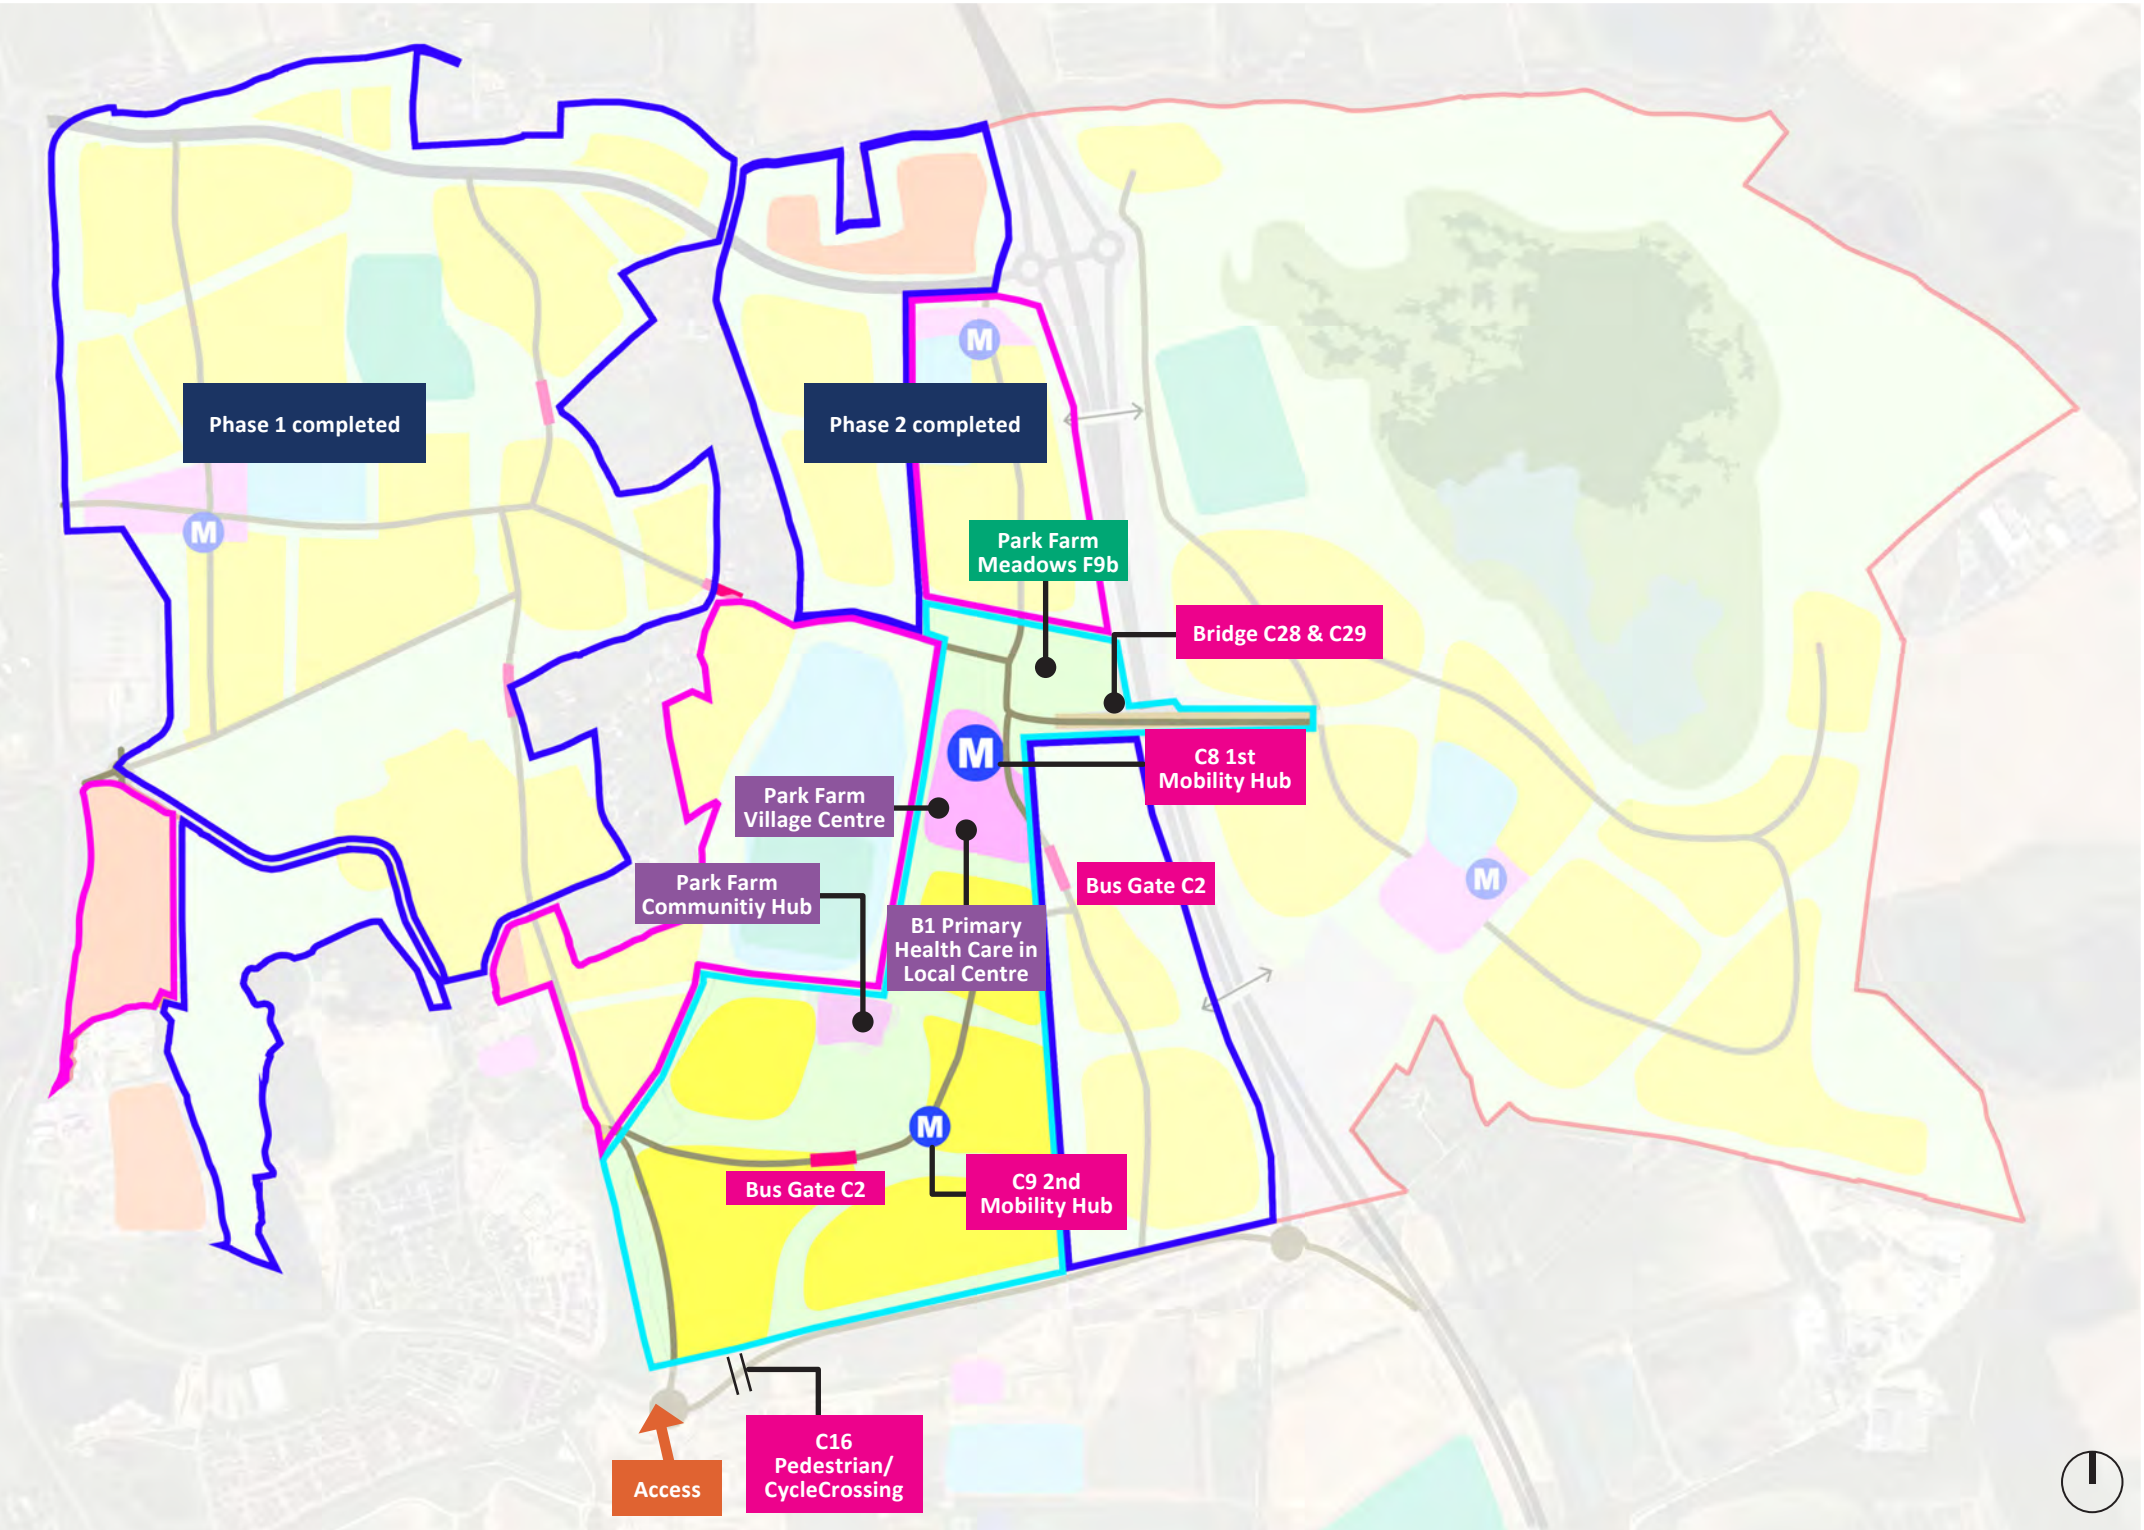 M
Phase 1 completed
Phase 2 completed
M
Park Farm
Meadows F9b
Bridge C28 & C29
M
C8 1st
Mobility Hub
Park Farm
Village Centre
Park Farm
Communitiy Hub
Bus Gate C2
M
B1 Primary
Health Care in
Local Centre
M
Bus Gate C2
C9 2nd
Mobility Hub
C16
Pedestrian/
CycleCrossing
Access